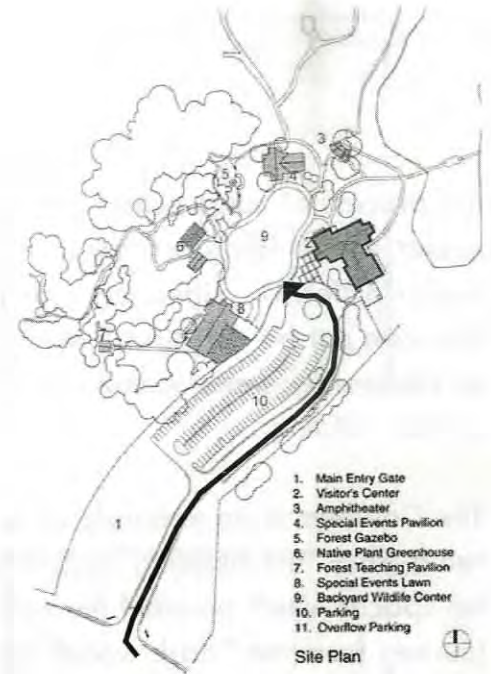 3
5
4
9
6
2
8
7
10
1
1. Main Entry Gate
2. Visitor's Center
3. Amphitheater
4. Special Events Pavilion
5. Forest Gazebo
6. Native Plant Greenhouse
7. Forest Teaching Pavilion
8. Special Events Lawn
9. Backyard Wildlife Center
10. Parking
11. Overflow Parking
Site Plan